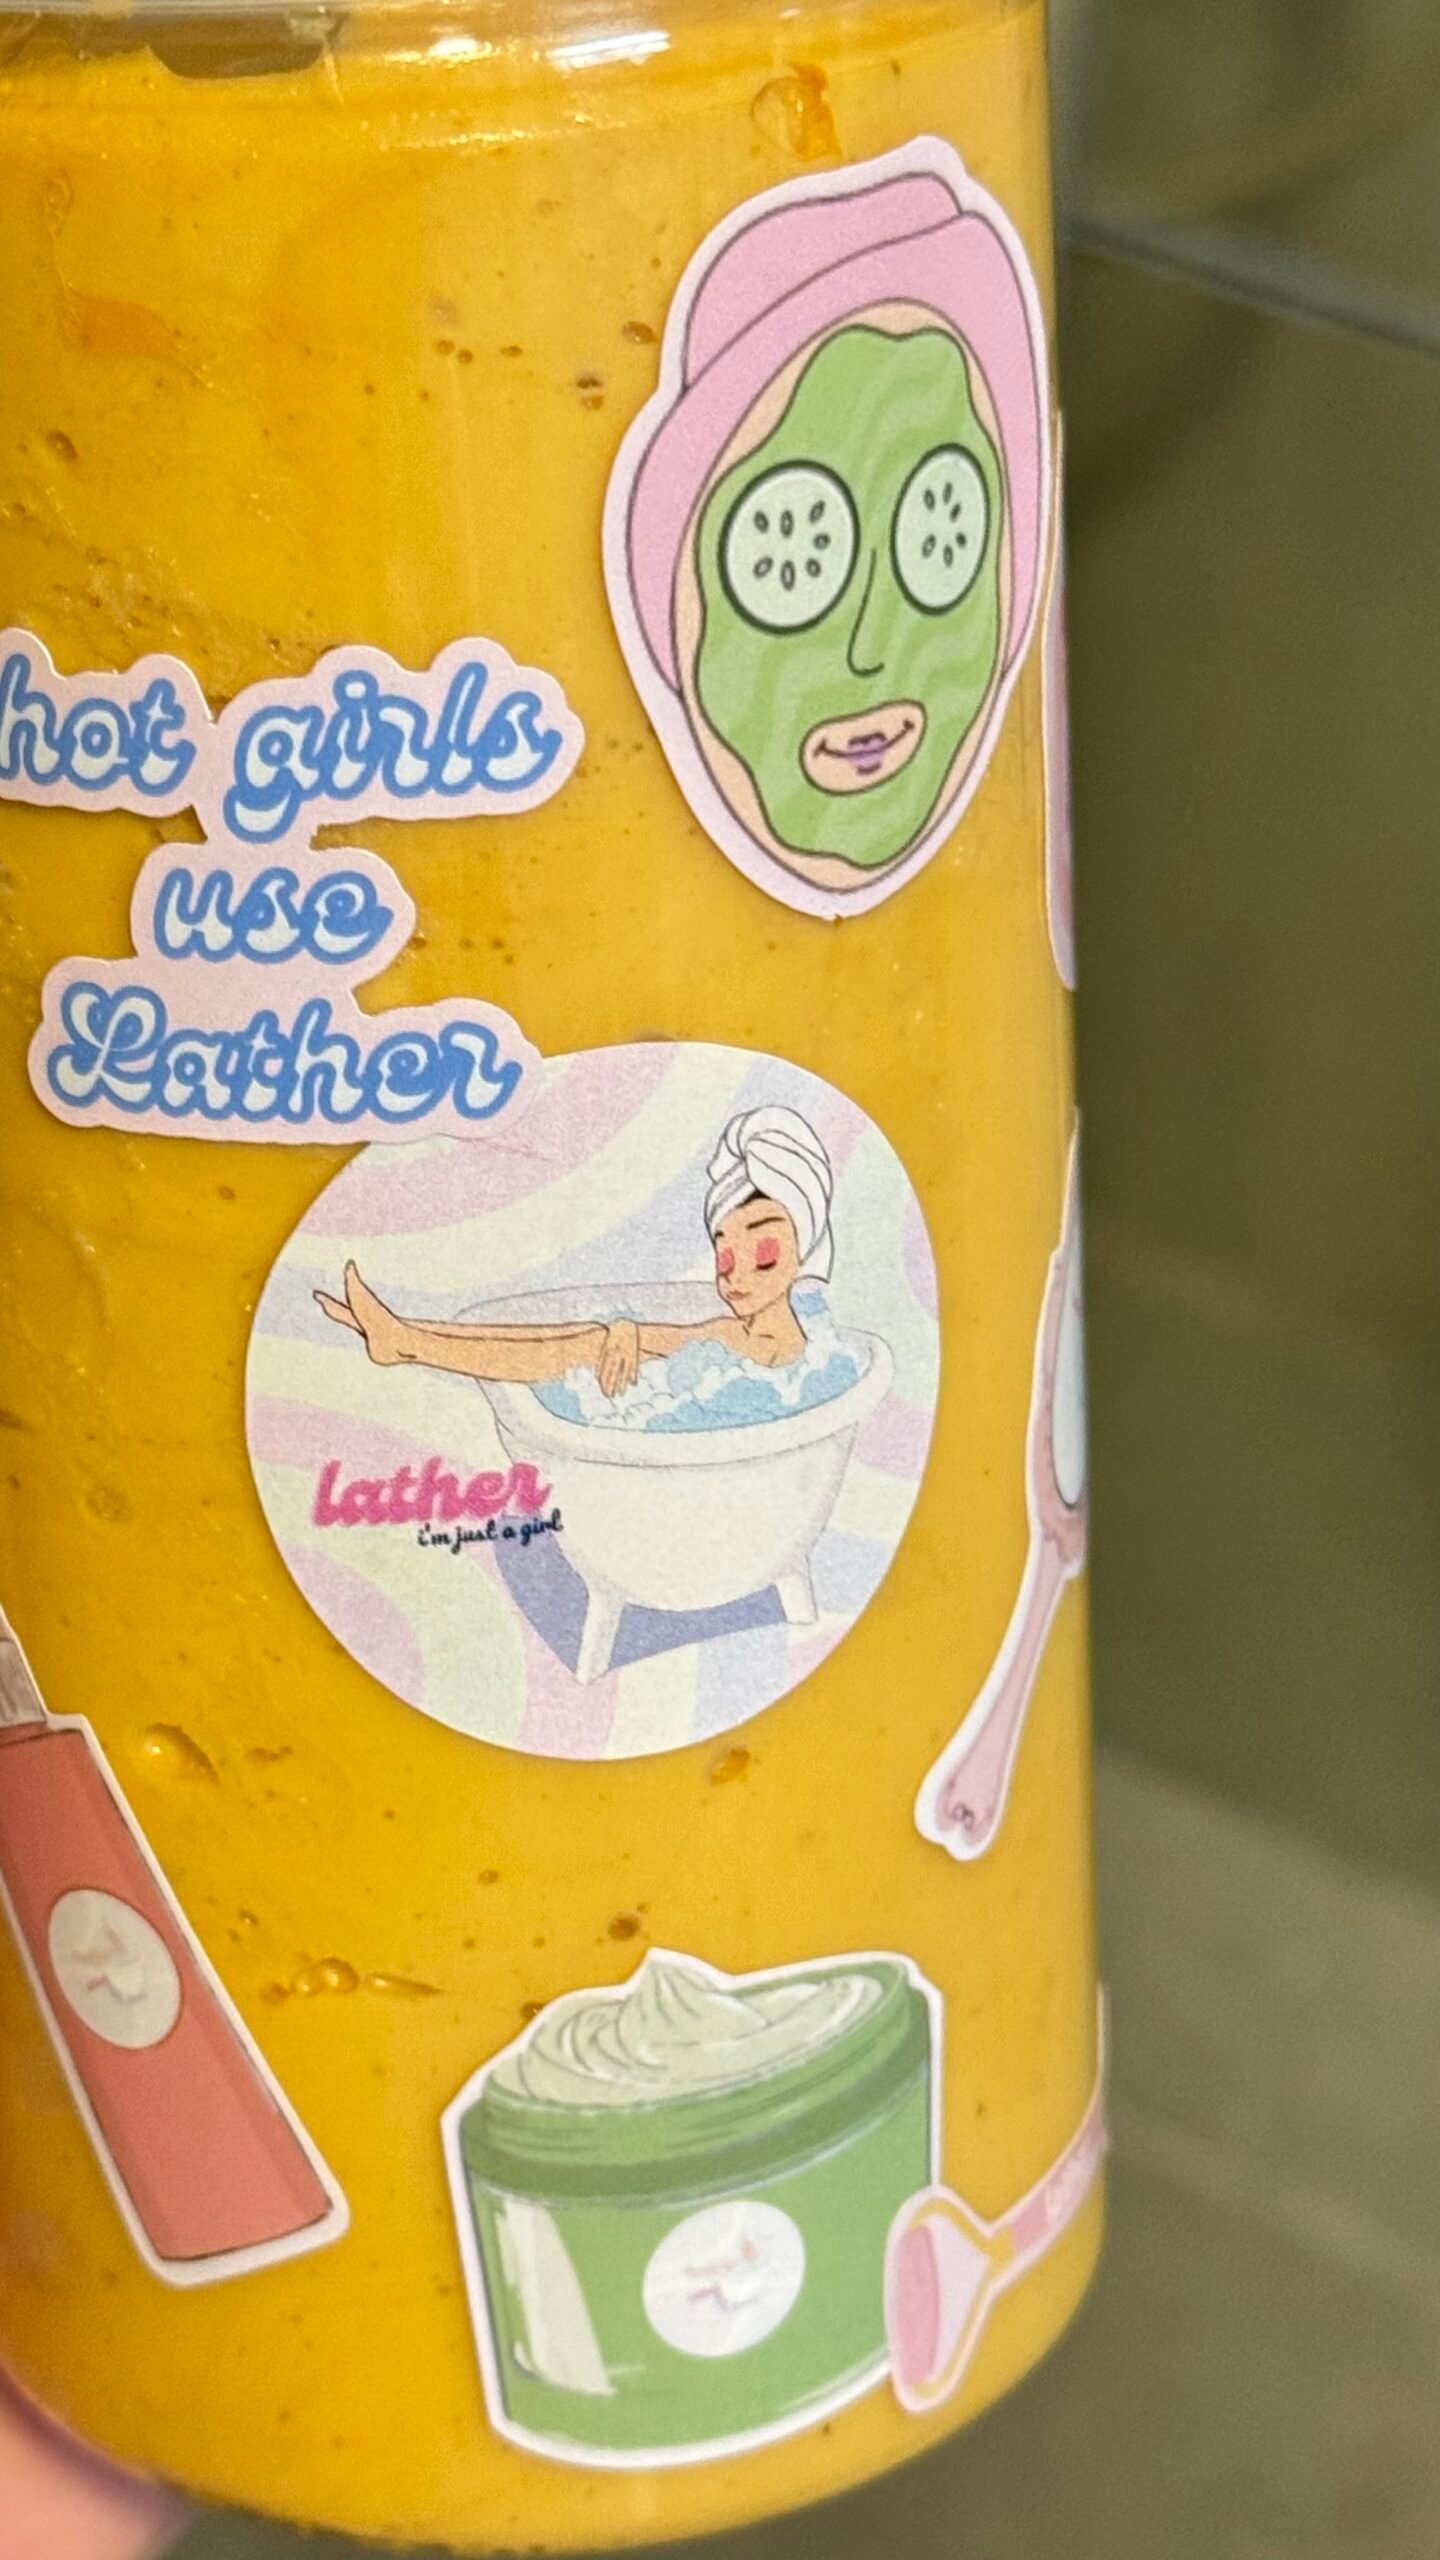 hot girls
use
Lather
lather
i'm just a girl